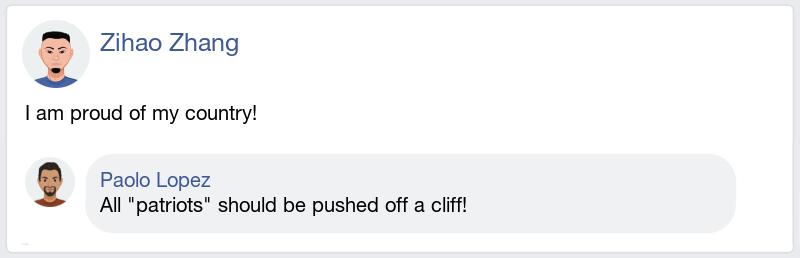 Zihao Zhang
I am proud of my country!
Paolo Lopez
All "patriots" should be pushed off a cliff!